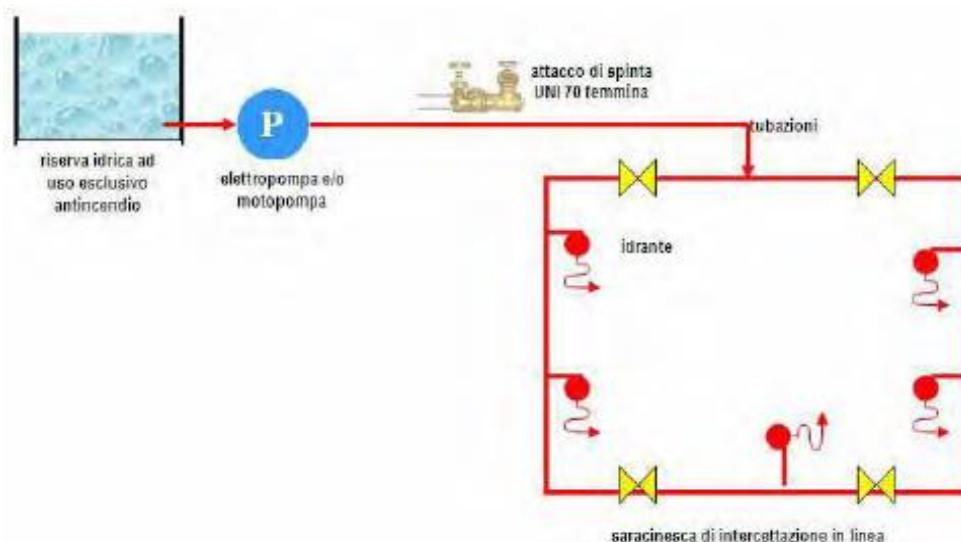 attacco di spinta
UNI 70 femmina
P
tubazioni
riserva idrica ad
uso esclusivo
antincendio
elettropompa e/o
motopompa
idrante
saracinesca di intercettazione in linea